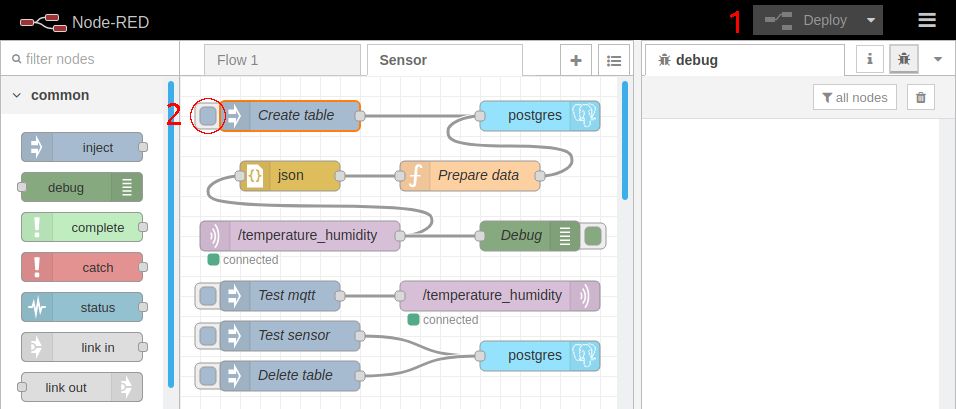 Node-RED
1
Deploy
filter nodes
Flow 1
Sensor
debug
i
all nodes
common
2
Create table
postgres
inject
json
Prepare data
debug
complete
/temperature_humidity
Debug
connected
catch
Test mqtt
/temperature_humidity
status
connected
Test sensor
link in
postgres
Delete table
link out